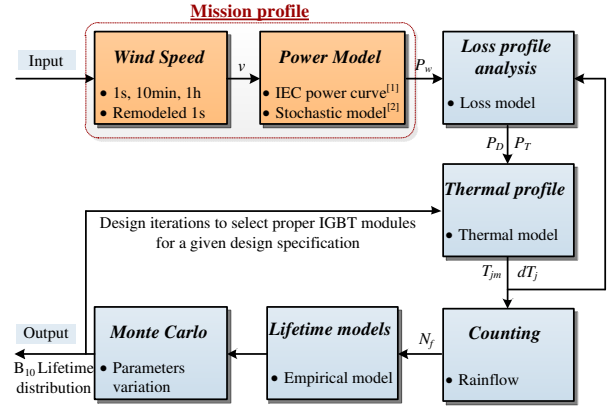 Mission profile
Input
Wind Speed
• 1s, 10min, 1h
• Remodeled 1s
v
Power Model
• IEC power curve[1]
• Stochastic model[2]
Pw
Loss profile
analysis
• Loss model
PD PT
Thermal profile
• Thermal model
Design iterations to select proper IGBT modules
for a given design specification
Tjm dTj
Counting
• Rainflow
Nf
Lifetime models
• Empirical model
Monte Carlo
• Parameters
variation
Output
B10 Lifetime
distribution